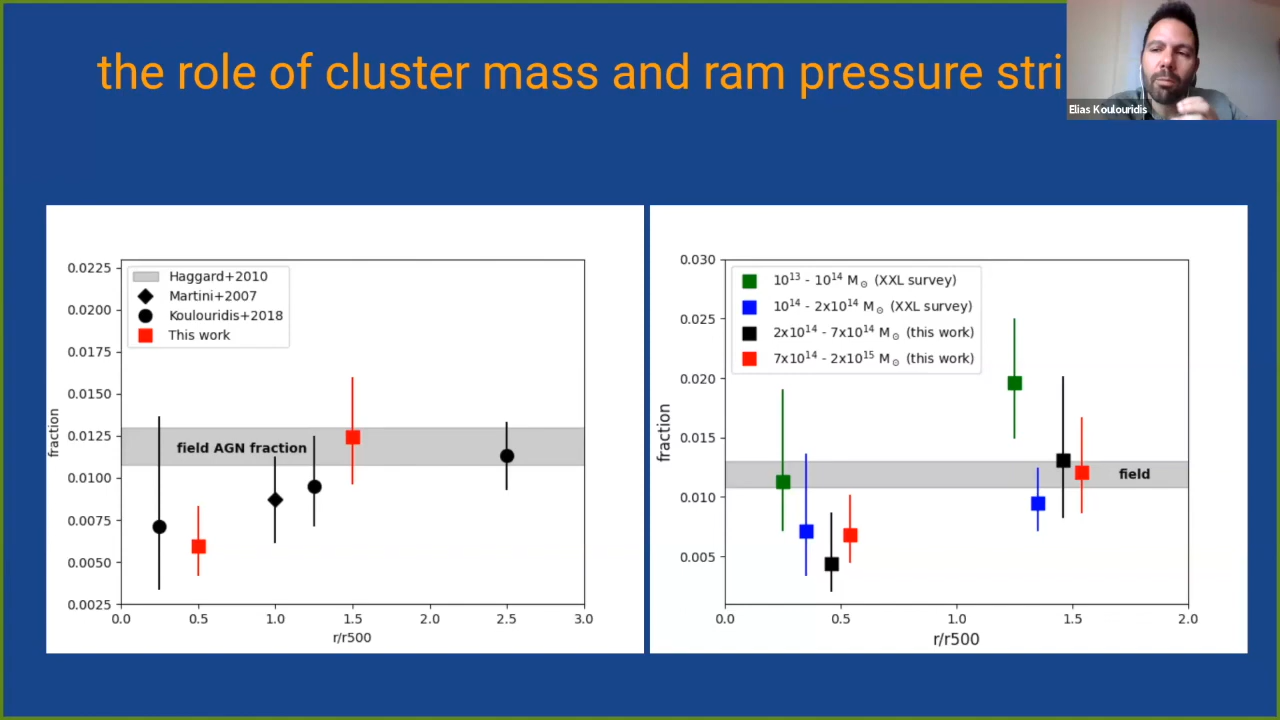 the role of cluster mass and ram pressure stri
Elias Koulouridis
Haggard+2010
Martini+2007
Koulouridis+2018
This work
field AGN fraction
fraction
0.0225
0.0200
0.0175
0.0150
0.0125
0.0100
0.0075
0.0050
0.0025
0.0 0.5 1.0 1.5 2.0 2.5 3.0
r/r500
10¹³ - 10¹⁴ M⊙ (XXL survey)
10¹⁴ - 2x10¹⁴ M⊙ (XXL survey)
2x10¹⁴ - 7x10¹⁴ M⊙ (this work)
7x10¹⁴ - 2x10¹⁵ M⊙ (this work)
field
fraction
0.030
0.025
0.020
0.015
0.010
0.005
0.0 0.5 1.0 1.5 2.0
r/r500